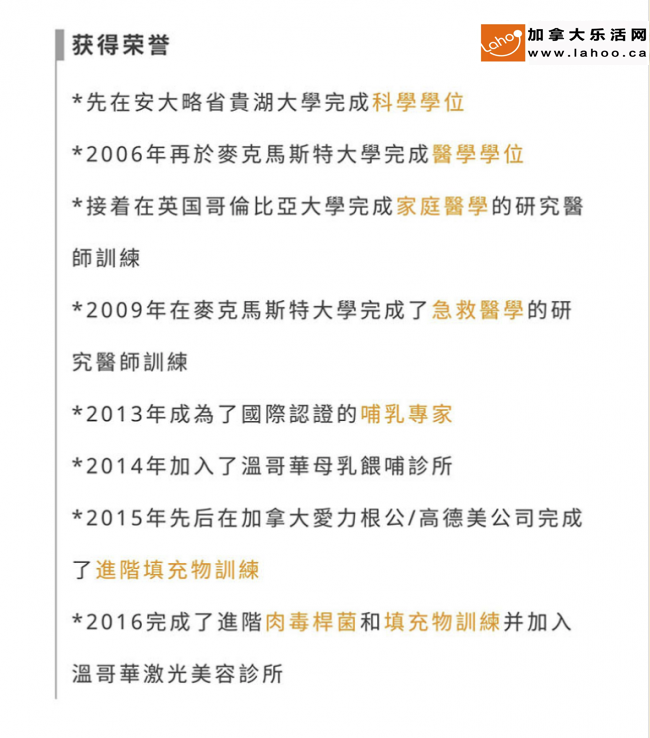 获得荣誉
Lahoo
加拿大乐活网
www.lahoo.ca
*先在安大略省貴湖大學完成科學學位
*2006年再於麥克馬斯特大學完成醫學學位
*接着在英国哥倫比亞大學完成家庭醫學的研究醫
師訓練
*2009年在麥克馬斯特大學完成了急救醫學的研
究醫師訓練
*2013年成為了國際認證的哺乳專家
*2014年加入了溫哥華母乳餵哺診所
*2015年先后在加拿大愛力根公/高德美公司完成
了進階填充物訓練
*2016完成了進階肉毒桿菌和填充物訓練并加入
溫哥華激光美容診所